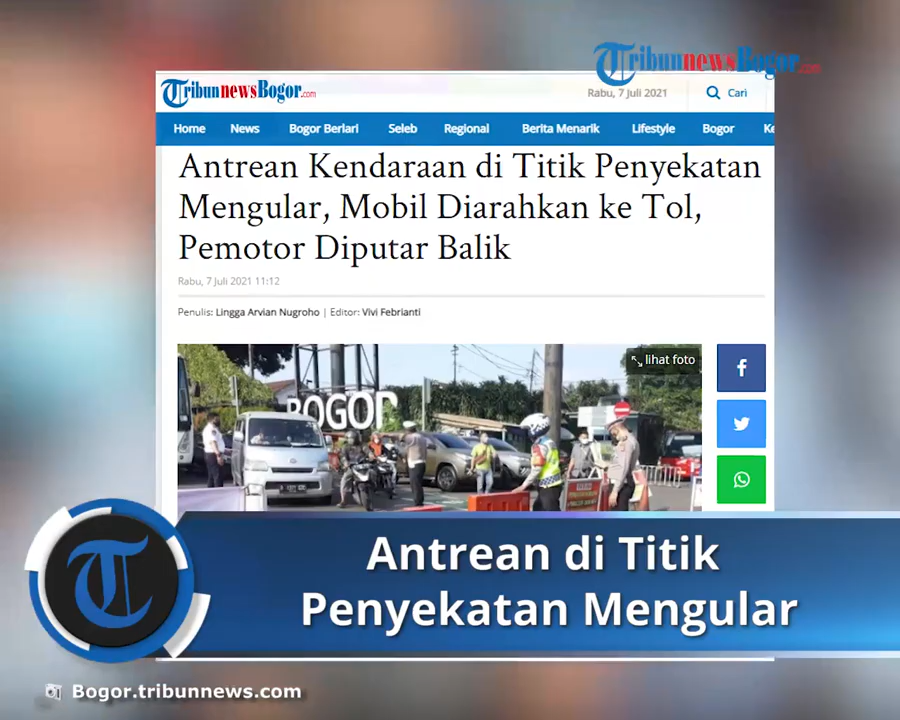 TribunnewsBogor.com
TribunnewsBogor.com
Rabu, 7 Juli 2021
Cari
Home News Bogor Berlari Seleb Regional Berita Menarik Lifestyle Bogor Ke
Antrean Kendaraan di Titik Penyekatan
Mengular, Mobil Diarahkan ke Tol,
Pemotor Diputar Balik
Rabu, 7 Juli 2021 11:12
Penulis: Lingga Arvian Nugroho | Editor: Vivi Febrianti
lihat foto
BOGOR
Antrean di Titik
Penyekatan Mengular
Bogor.tribunnews.com